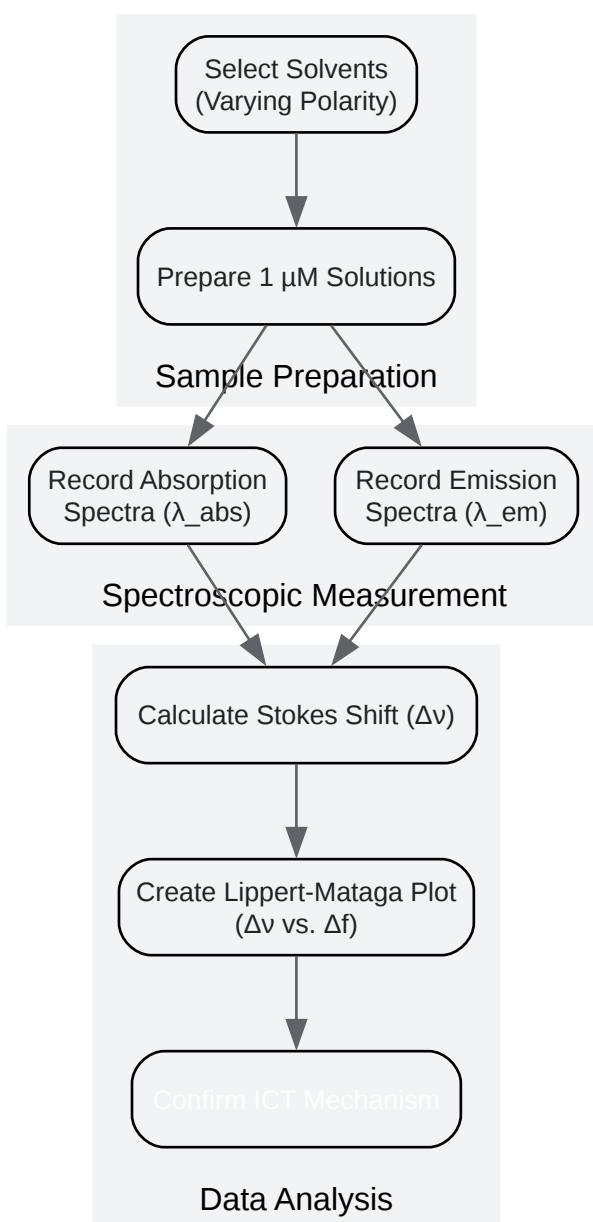 Select Solvents
(Varying Polarity)
Prepare 1 µM Solutions
Sample Preparation
Record Absorption
Spectra (λ_abs)
Record Emission
Spectra (λ_em)
Spectroscopic Measurement
Calculate Stokes Shift (Δν)
Create Lippert-Mataga Plot
(Δν vs. Δf)
Confirm ICT Mechanism
Data Analysis